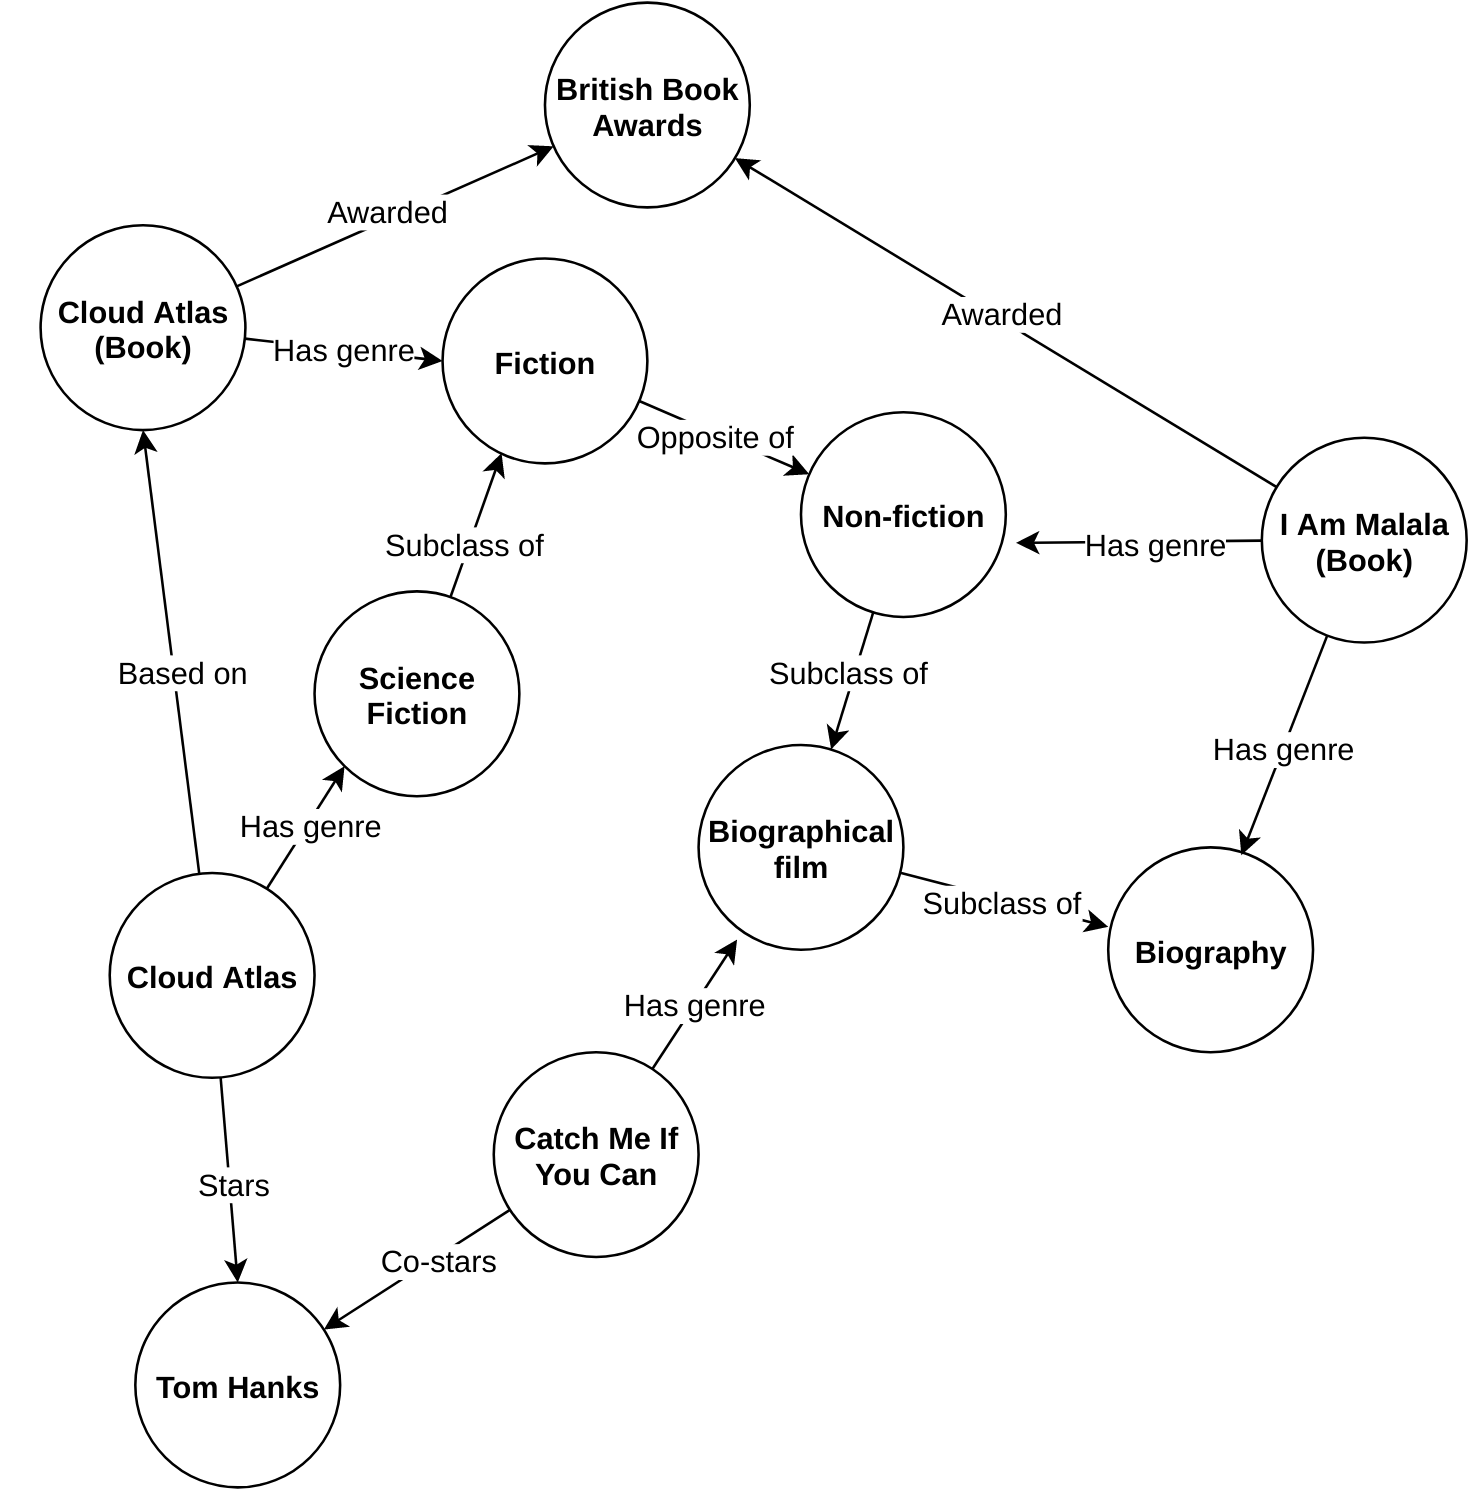 British Book
Awards
Awarded
Cloud Atlas
(Book)
Awarded
Has genre
Fiction
Opposite of
Non-fiction
Has genre
I Am Malala
(Book)
Subclass of
Based on
Science
Fiction
Subclass of
Has genre
Has genre
Biographical
film
Subclass of
Biography
Cloud Atlas
Has genre
Catch Me If
You Can
Stars
Co-stars
Tom Hanks